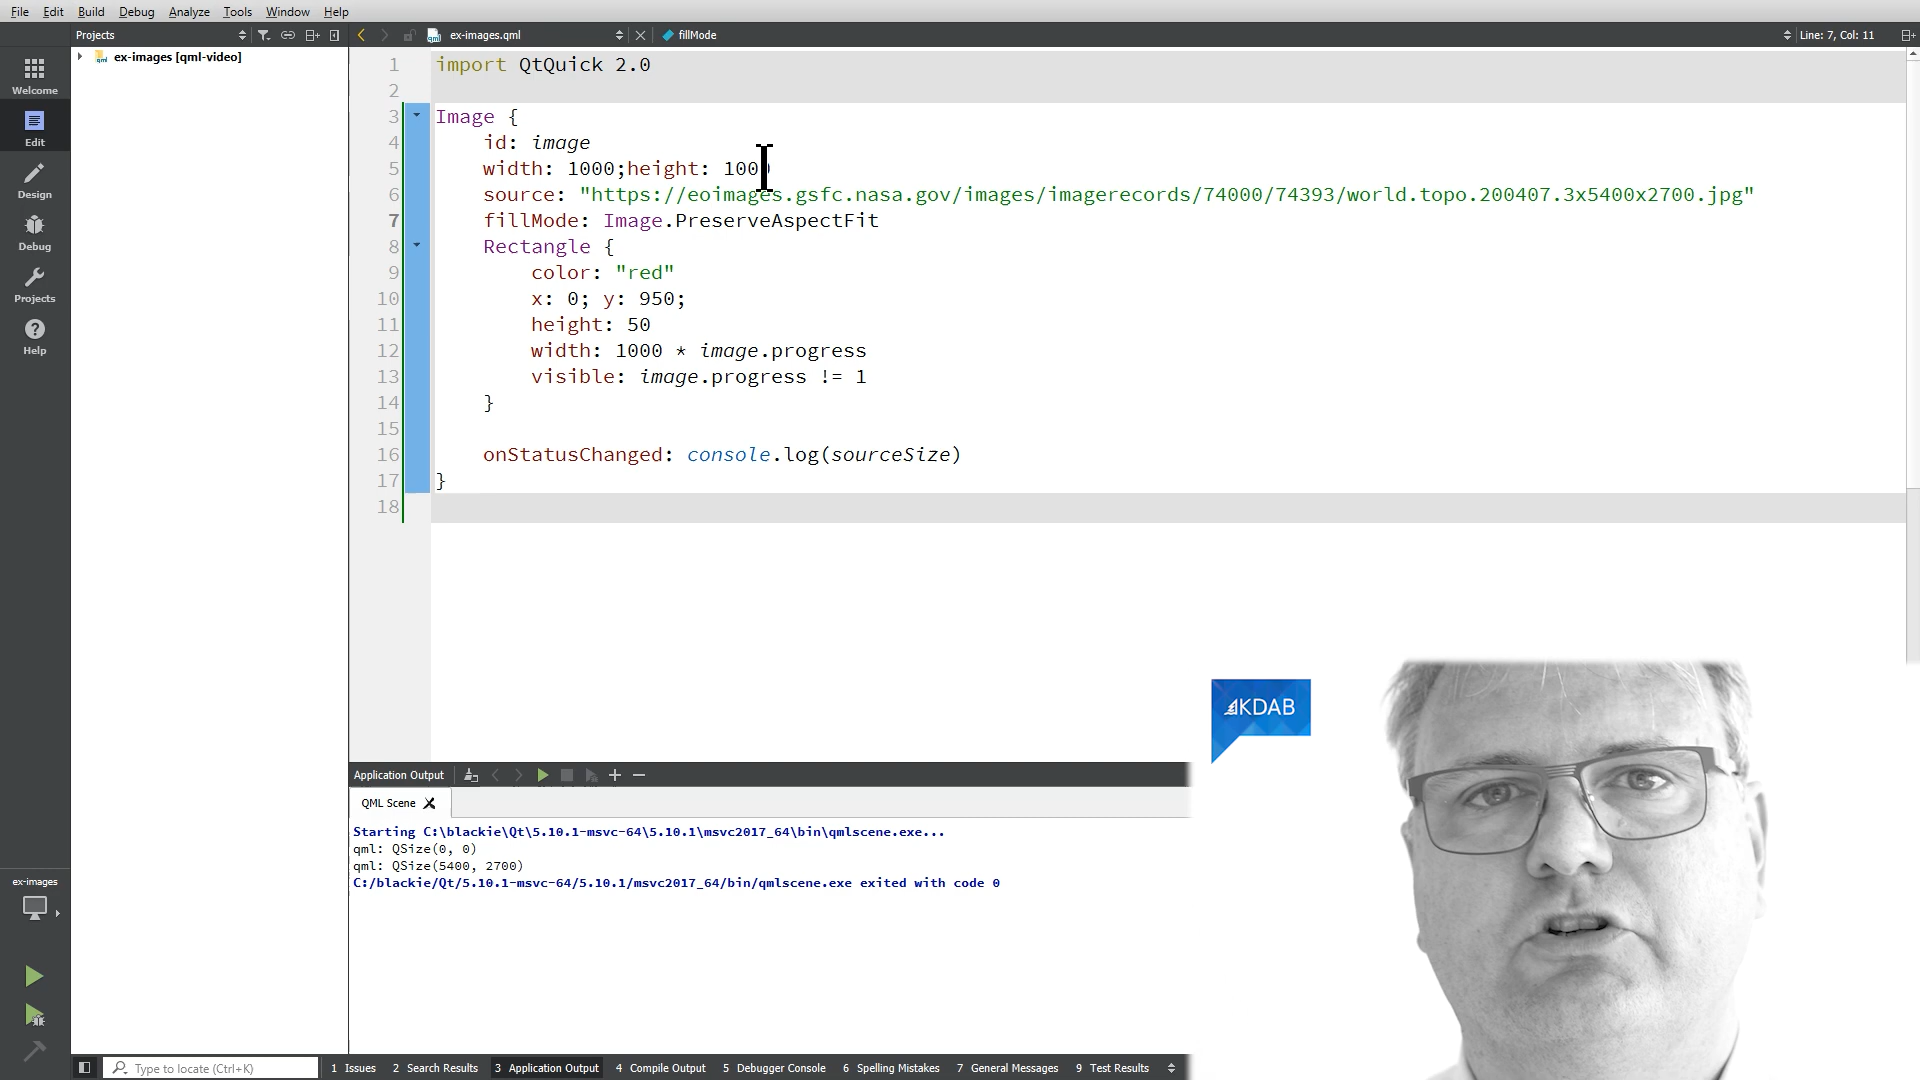 File Edit Build Debug Analyze Tools Window Help
Projects
ex-images.qml
fillMode
Line: 7, Col: 11
ex-images [qml-video]
Welcome
Edit
Design
Debug
Projects
Help
1 import QtQuick 2.0
2
3 Image {
4 id: image
5 width: 1000;height: 1000
6 source: "https://eoimages.gsfc.nasa.gov/images/imagerecords/74000/74393/world.topo.200407.3x5400x2700.jpg"
7 fillMode: Image.PreserveAspectFit
8 Rectangle {
9 color: "red"
10 x: 0; y: 950;
11 height: 50
12 width: 1000 * image.progress
13 visible: image.progress != 1
14 }
15
16 onStatusChanged: console.log(sourceSize)
17 }
18
KDAB
Application Output
QML Scene
Starting C:\blackie\Qt\5.10.1-msvc-64\5.10.1\msvc2017_64\bin\qmlscene.exe...
qml: QSize(0, 0)
qml: QSize(5400, 2700)
C:/blackie/Qt/5.10.1-msvc-64/5.10.1/msvc2017_64/bin/qmlscene.exe exited with code 0
ex-images
Type to locate (Ctrl+K)
1 Issues 2 Search Results 3 Application Output 4 Compile Output 5 Debugger Console 6 Spelling Mistakes 7 General Messages 9 Test Results